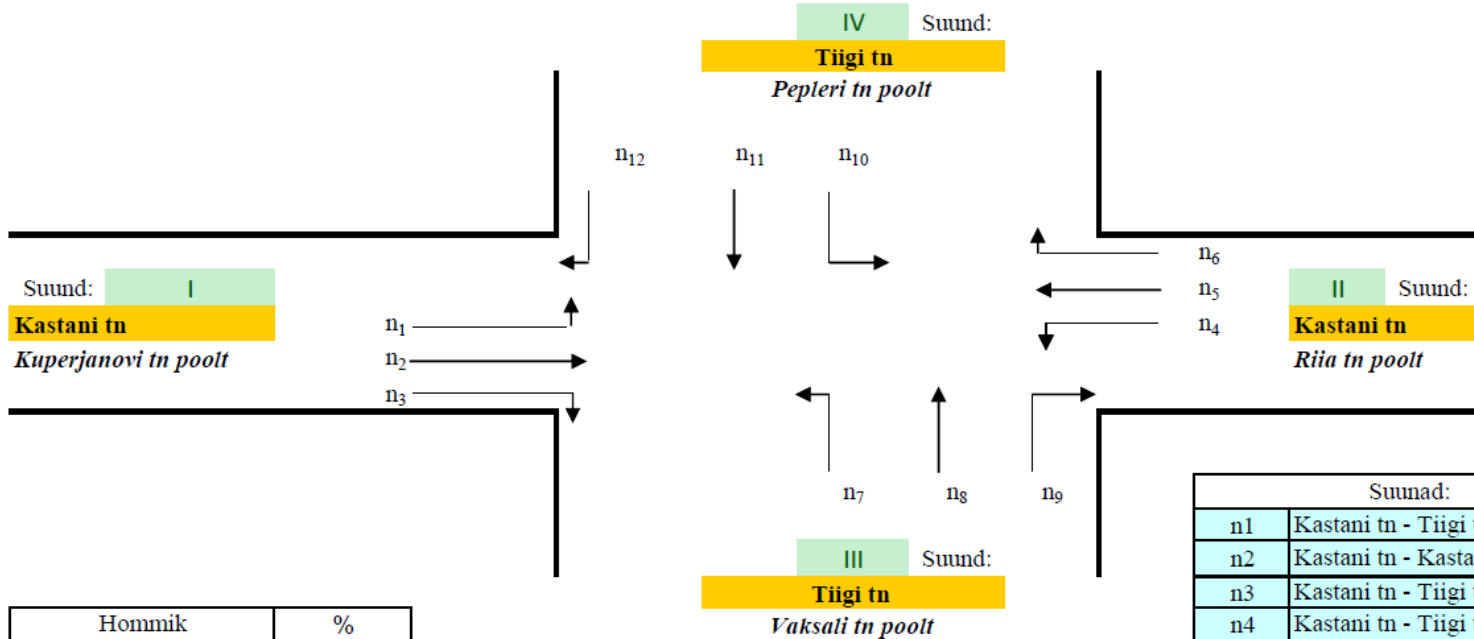 IV Suund:
Tiigi tn
Pepleri tn poolt
n12 n11 n10
n6
Suund: I
n5
II Suund:
Kastani tn
n1
n4
Kastani tn
Kuperjanovi tn poolt
n2
Riia tn poolt
n3
n7 n8 n9
Suunad:
n1 Kastani tn - Tiigi
n2 Kastani tn - Kasta
III Suund:
n3 Kastani tn - Tiigi
Tiigi tn
n4 Kastani tn - Tiigi
Hommik %
Vaksali tn poolt